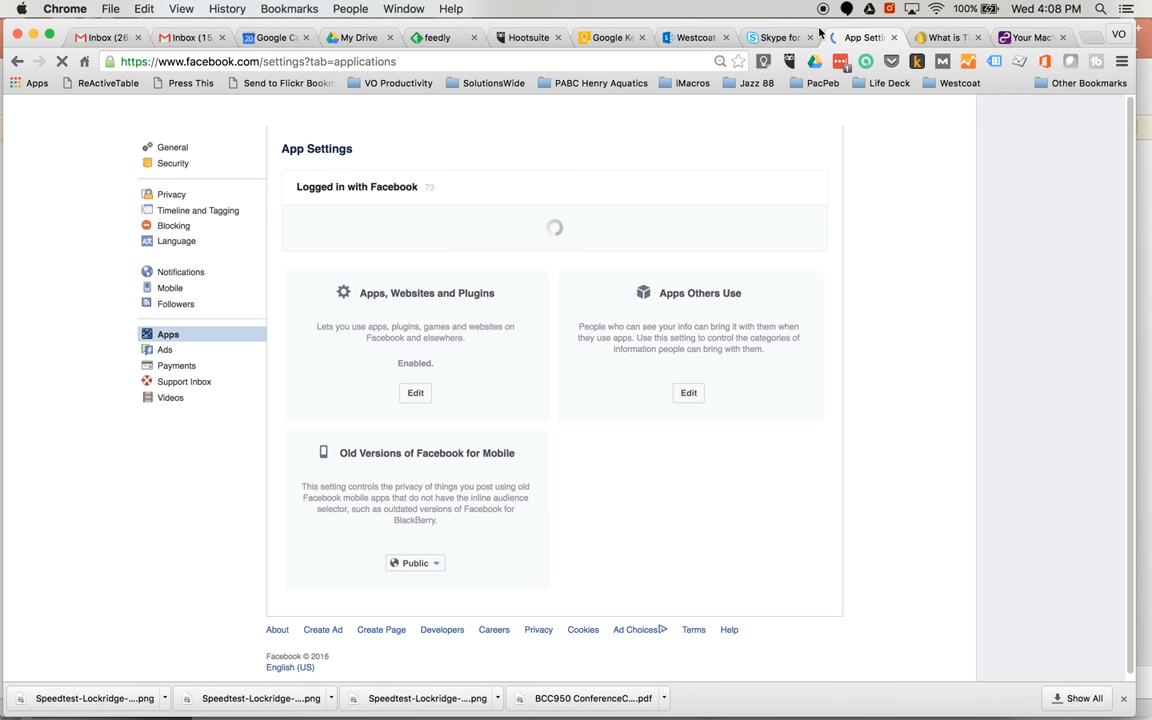 Chrome File Edit View History Bookmarks People Window Help 100% Wed 4:08 PM
Inbox (26 Inbox (15 Google C My Drive feedly Hootsuite Google K Westcoat Skype for App Setti What is T Your Mac VO
https://www.facebook.com/settings?tab=applications
Apps ReActiveTable Press This Send to Flickr Bookm VO Productivity SolutionsWide PABC Henry Aquatics iMacros Jazz 88 PacPeb Life Deck Westcoat Other Bookmarks
General
Security
Privacy
Timeline and Tagging
Blocking
Language
Notifications
Mobile
Followers
Apps
Ads
Payments
Support Inbox
Videos
App Settings
Logged in with Facebook 73
Apps, Websites and Plugins
Lets you use apps, plugins, games and websites on
Facebook and elsewhere.
Enabled.
Edit
Apps Others Use
People who can see your info can bring it with them when
they use apps. Use this setting to control the categories of
information people can bring with them.
Edit
Old Versions of Facebook for Mobile
This setting controls the privacy of things you post using old
Facebook mobile apps that do not have the inline audience
selector, such as outdated versions of Facebook for
BlackBerry.
Public
About Create Ad Create Page Developers Careers Privacy Cookies Ad Choices Terms Help
Facebook © 2016
English (US)
Speedtest-Lockridge-....png Speedtest-Lockridge-....png Speedtest-Lockridge-....png BCC950 ConferenceC....pdf Show All